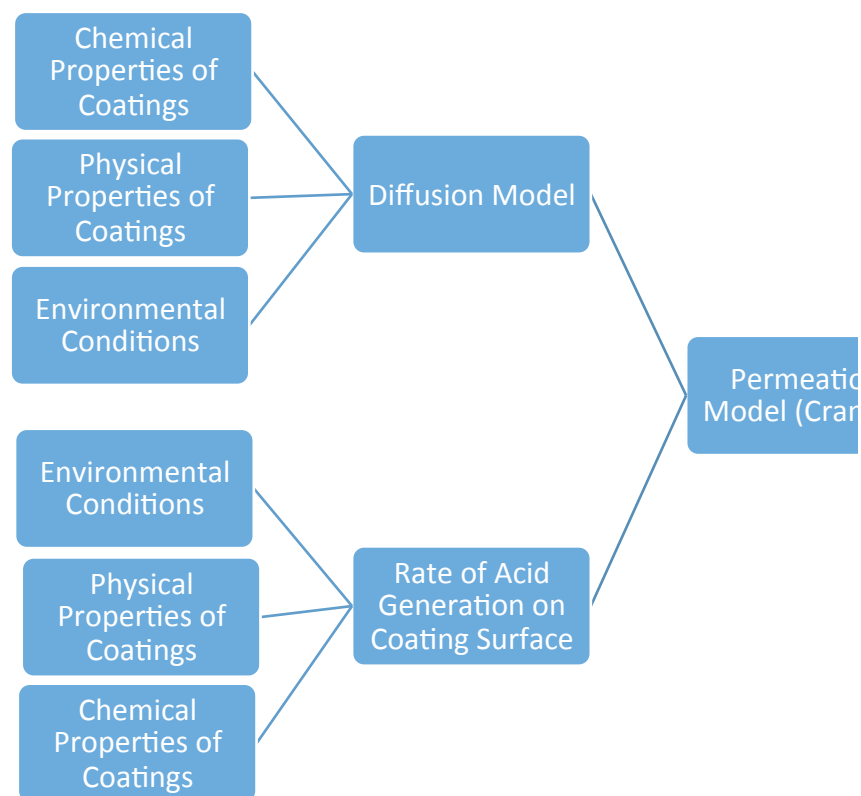 Chemical
Properties of
Coatings
Physical
Properties of
Coatings
Environmental
Conditions
Diffusion Model
Environmental
Conditions
Physical
Properties of
Coatings
Chemical
Properties of
Coatings
Rate of Acid
Generation on
Coating Surface
Model